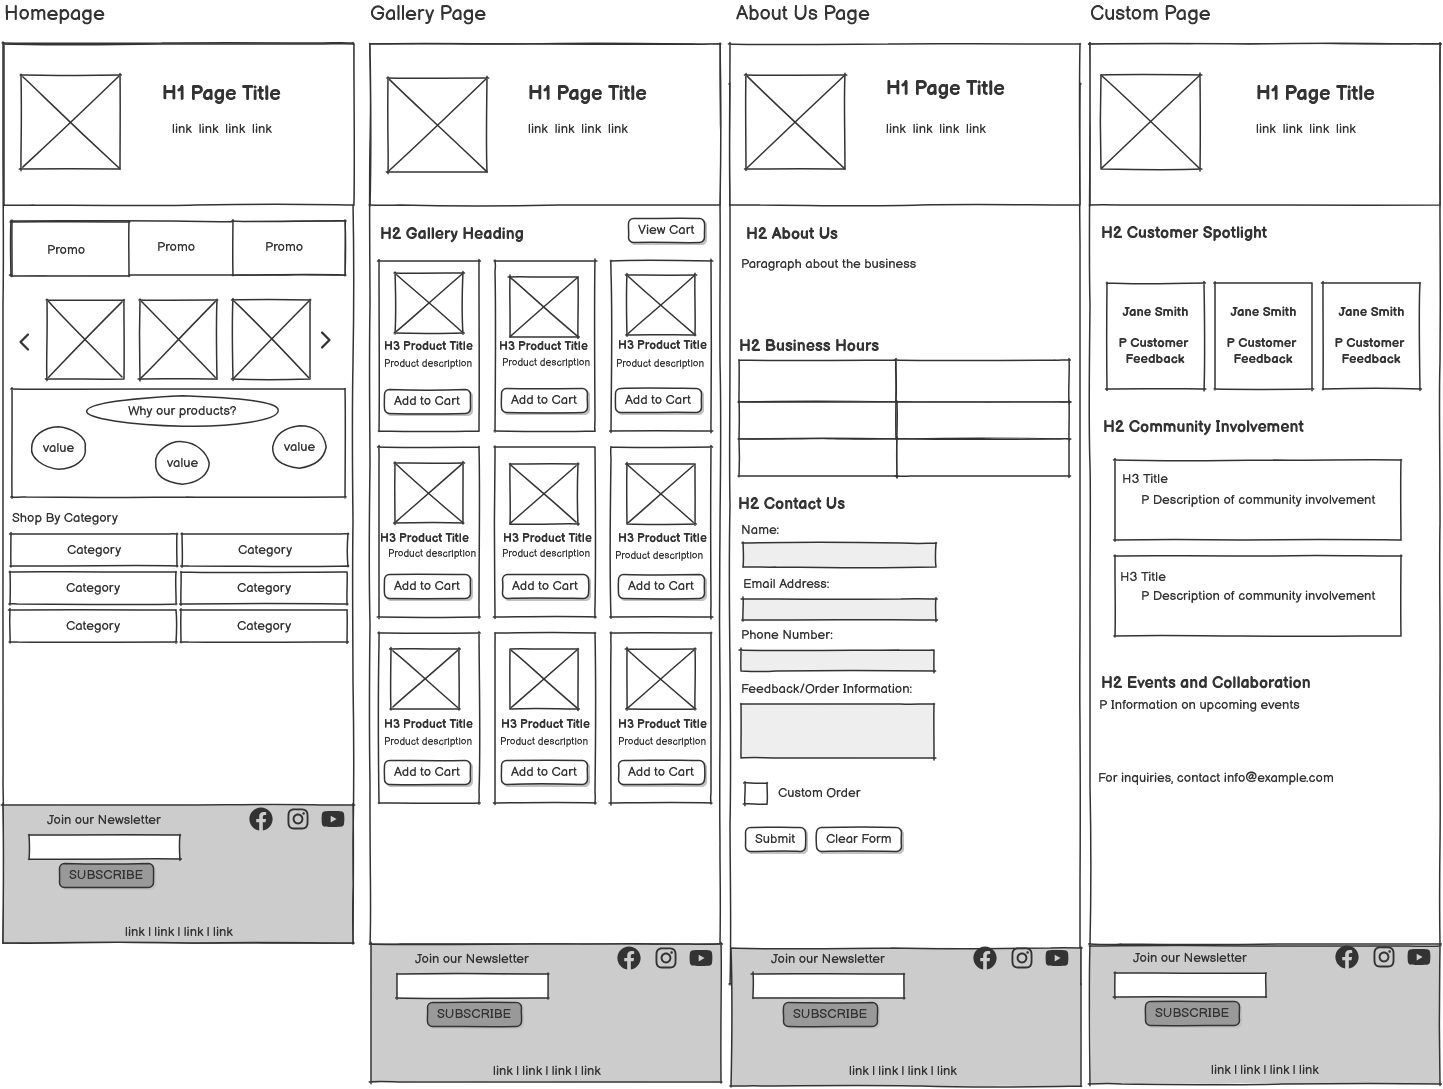 Homepage
H1 Page Title
link link link link
Promo
Promo
Promo
Why our products?
value
value
value
Shop By Category
Category
Category
Category
Category
Category
Category
Join our Newsletter
SUBSCRIBE
link | link | link | link
Gallery Page
H1 Page Title
link link link link
H2 Gallery Heading
View Cart
H3 Product Title
H3 Product Title
H3 Product Title
Product description
Product description
Product description
Add to Cart
Add to Cart
Add to Cart
H3 Product Title
H3 Product Title
H3 Product Title
Product description
Product description
Product description
Add to Cart
Add to Cart
Add to Cart
H3 Product Title
H3 Product Title
H3 Product Title
Product description
Product description
Product description
Add to Cart
Add to Cart
Add to Cart
Join our Newsletter
SUBSCRIBE
link | link | link | link
About Us Page
H1 Page Title
link link link link
H2 About Us
Paragraph about the business
H2 Business Hours
H2 Contact Us
Name:
Email Address:
Phone Number:
Feedback/Order Information:
Custom Order
Submit
Clear Form
Join our Newsletter
SUBSCRIBE
link | link | link | link
Custom Page
H1 Page Title
link link link link
H2 Customer Spotlight
Jane Smith
P Customer
Feedback
Jane Smith
P Customer
Feedback
Jane Smith
P Customer
Feedback
H2 Community Involvement
H3 Title
P Description of community involvement
H3 Title
P Description of community involvement
H2 Events and Collaboration
P Information on upcoming events
For inquiries, contact info@example.com
Join our Newsletter
SUBSCRIBE
link | link | link | link